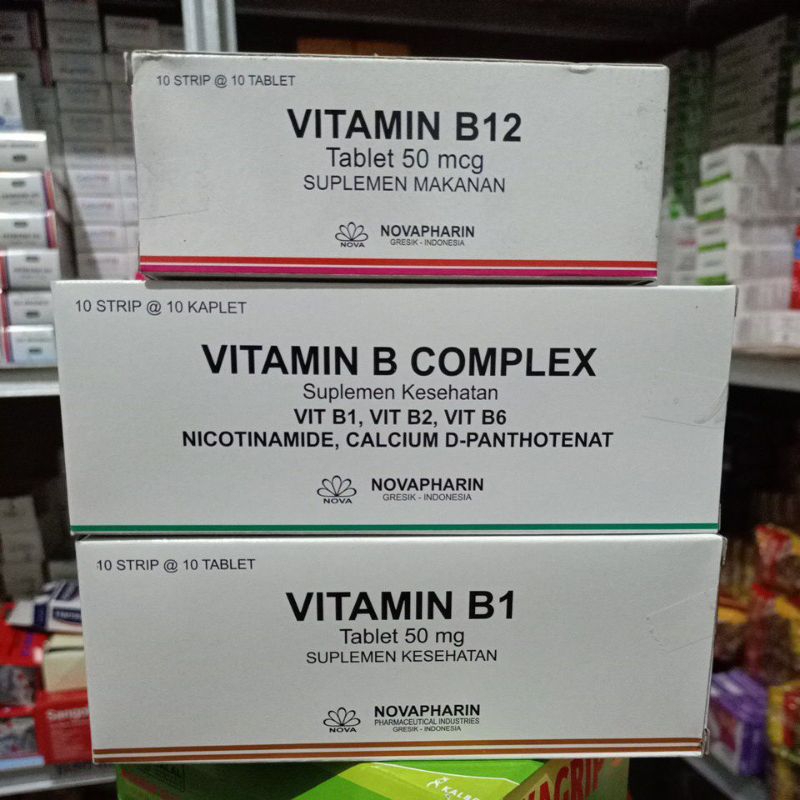 10 STRIP @ 10 TABLET
VITAMIN B12
Tablet 50 mcg
SUPLEMEN MAKANAN
NOVA
NOVAPHARIN
GRESIK - INDONESIA
10 STRIP @ 10 KAPLET
VITAMIN B COMPLEX
Suplemen Kesehatan
VIT B1, VIT B2, VIT B6
NICOTINAMIDE, CALCIUM D-PANTHOTENAT
NOVA
NOVAPHARIN
GRESIK - INDONESIA
10 STRIP @ 10 TABLET
VITAMIN B1
Tablet 50 mg
SUPLEMEN KESEHATAN
NOVA
NOVAPHARIN
PHARMACEUTICAL INDUSTRIES
GRESIK - INDONESIA